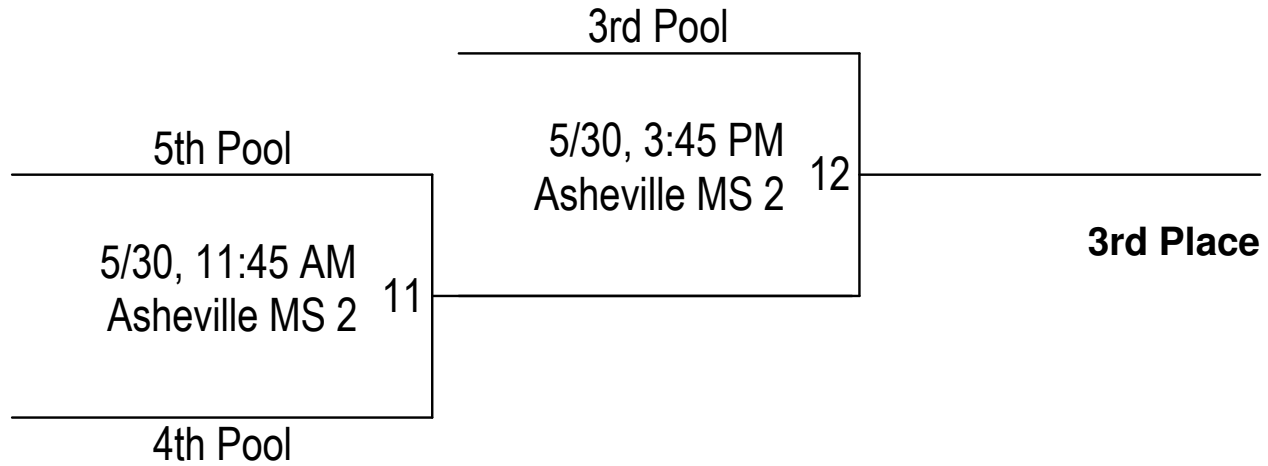 3rd Pool
5th Pool
5/30, 3:45 PM
Asheville MS 2
12
3rd Place
5/30, 11:45 AM
Asheville MS 2
11
4th Pool